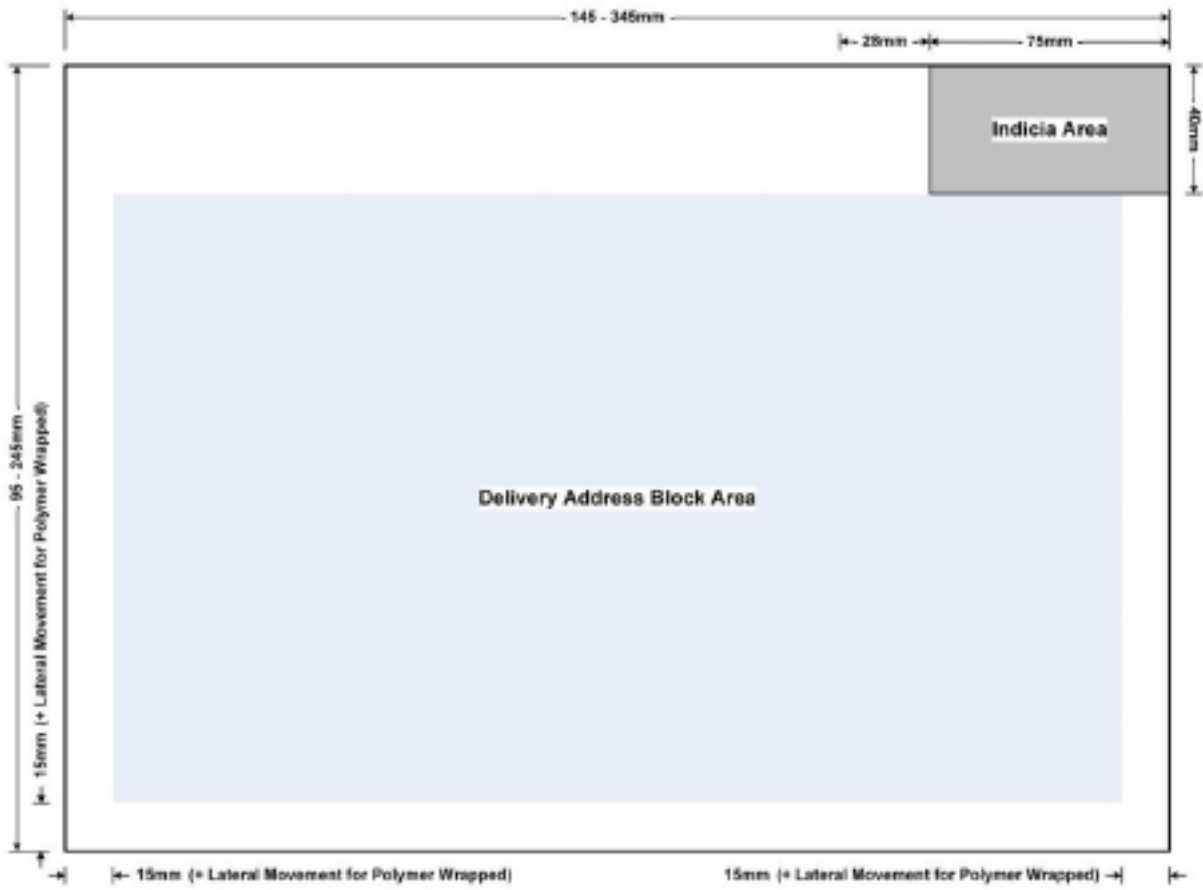 145 - 345mm
28mm
75mm
40mm
Indicia Area
95 - 245mm
15mm (+ Lateral Movement for Polymer Wrapped)
Delivery Address Block Area
15mm (+ Lateral Movement for Polymer Wrapped)
15mm (+ Lateral Movement for Polymer Wrapped)